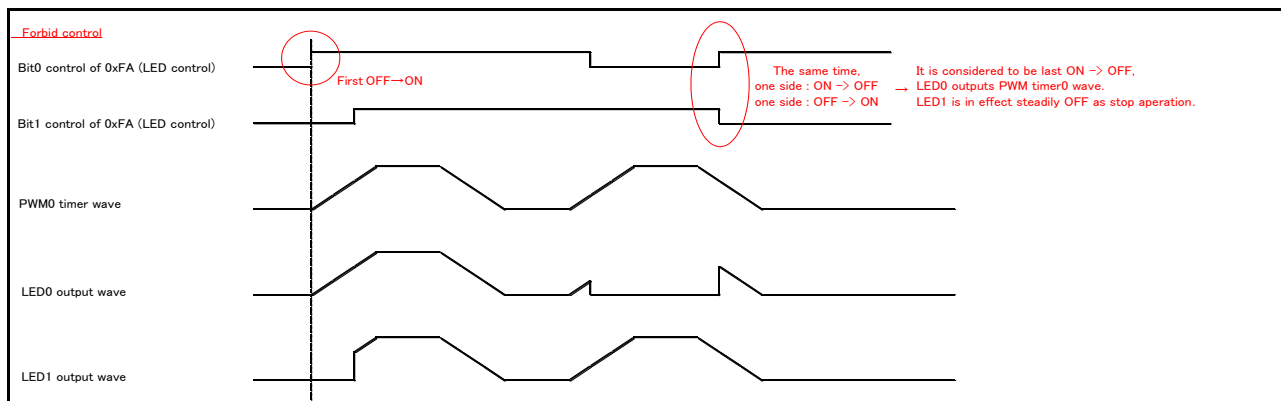 Forbid control
Bit0 control of 0xFA (LED control)
First OFF→ON
The same time,
one side : ON -> OFF
one side : OFF -> ON
→
It is considered to be last ON -> OFF,
LED0 outputs PWM timer0 wave.
LED1 is in effect steadily OFF as stop aperation.
Bit1 control of 0xFA (LED control)
PWM0 timer wave
LED0 output wave
LED1 output wave